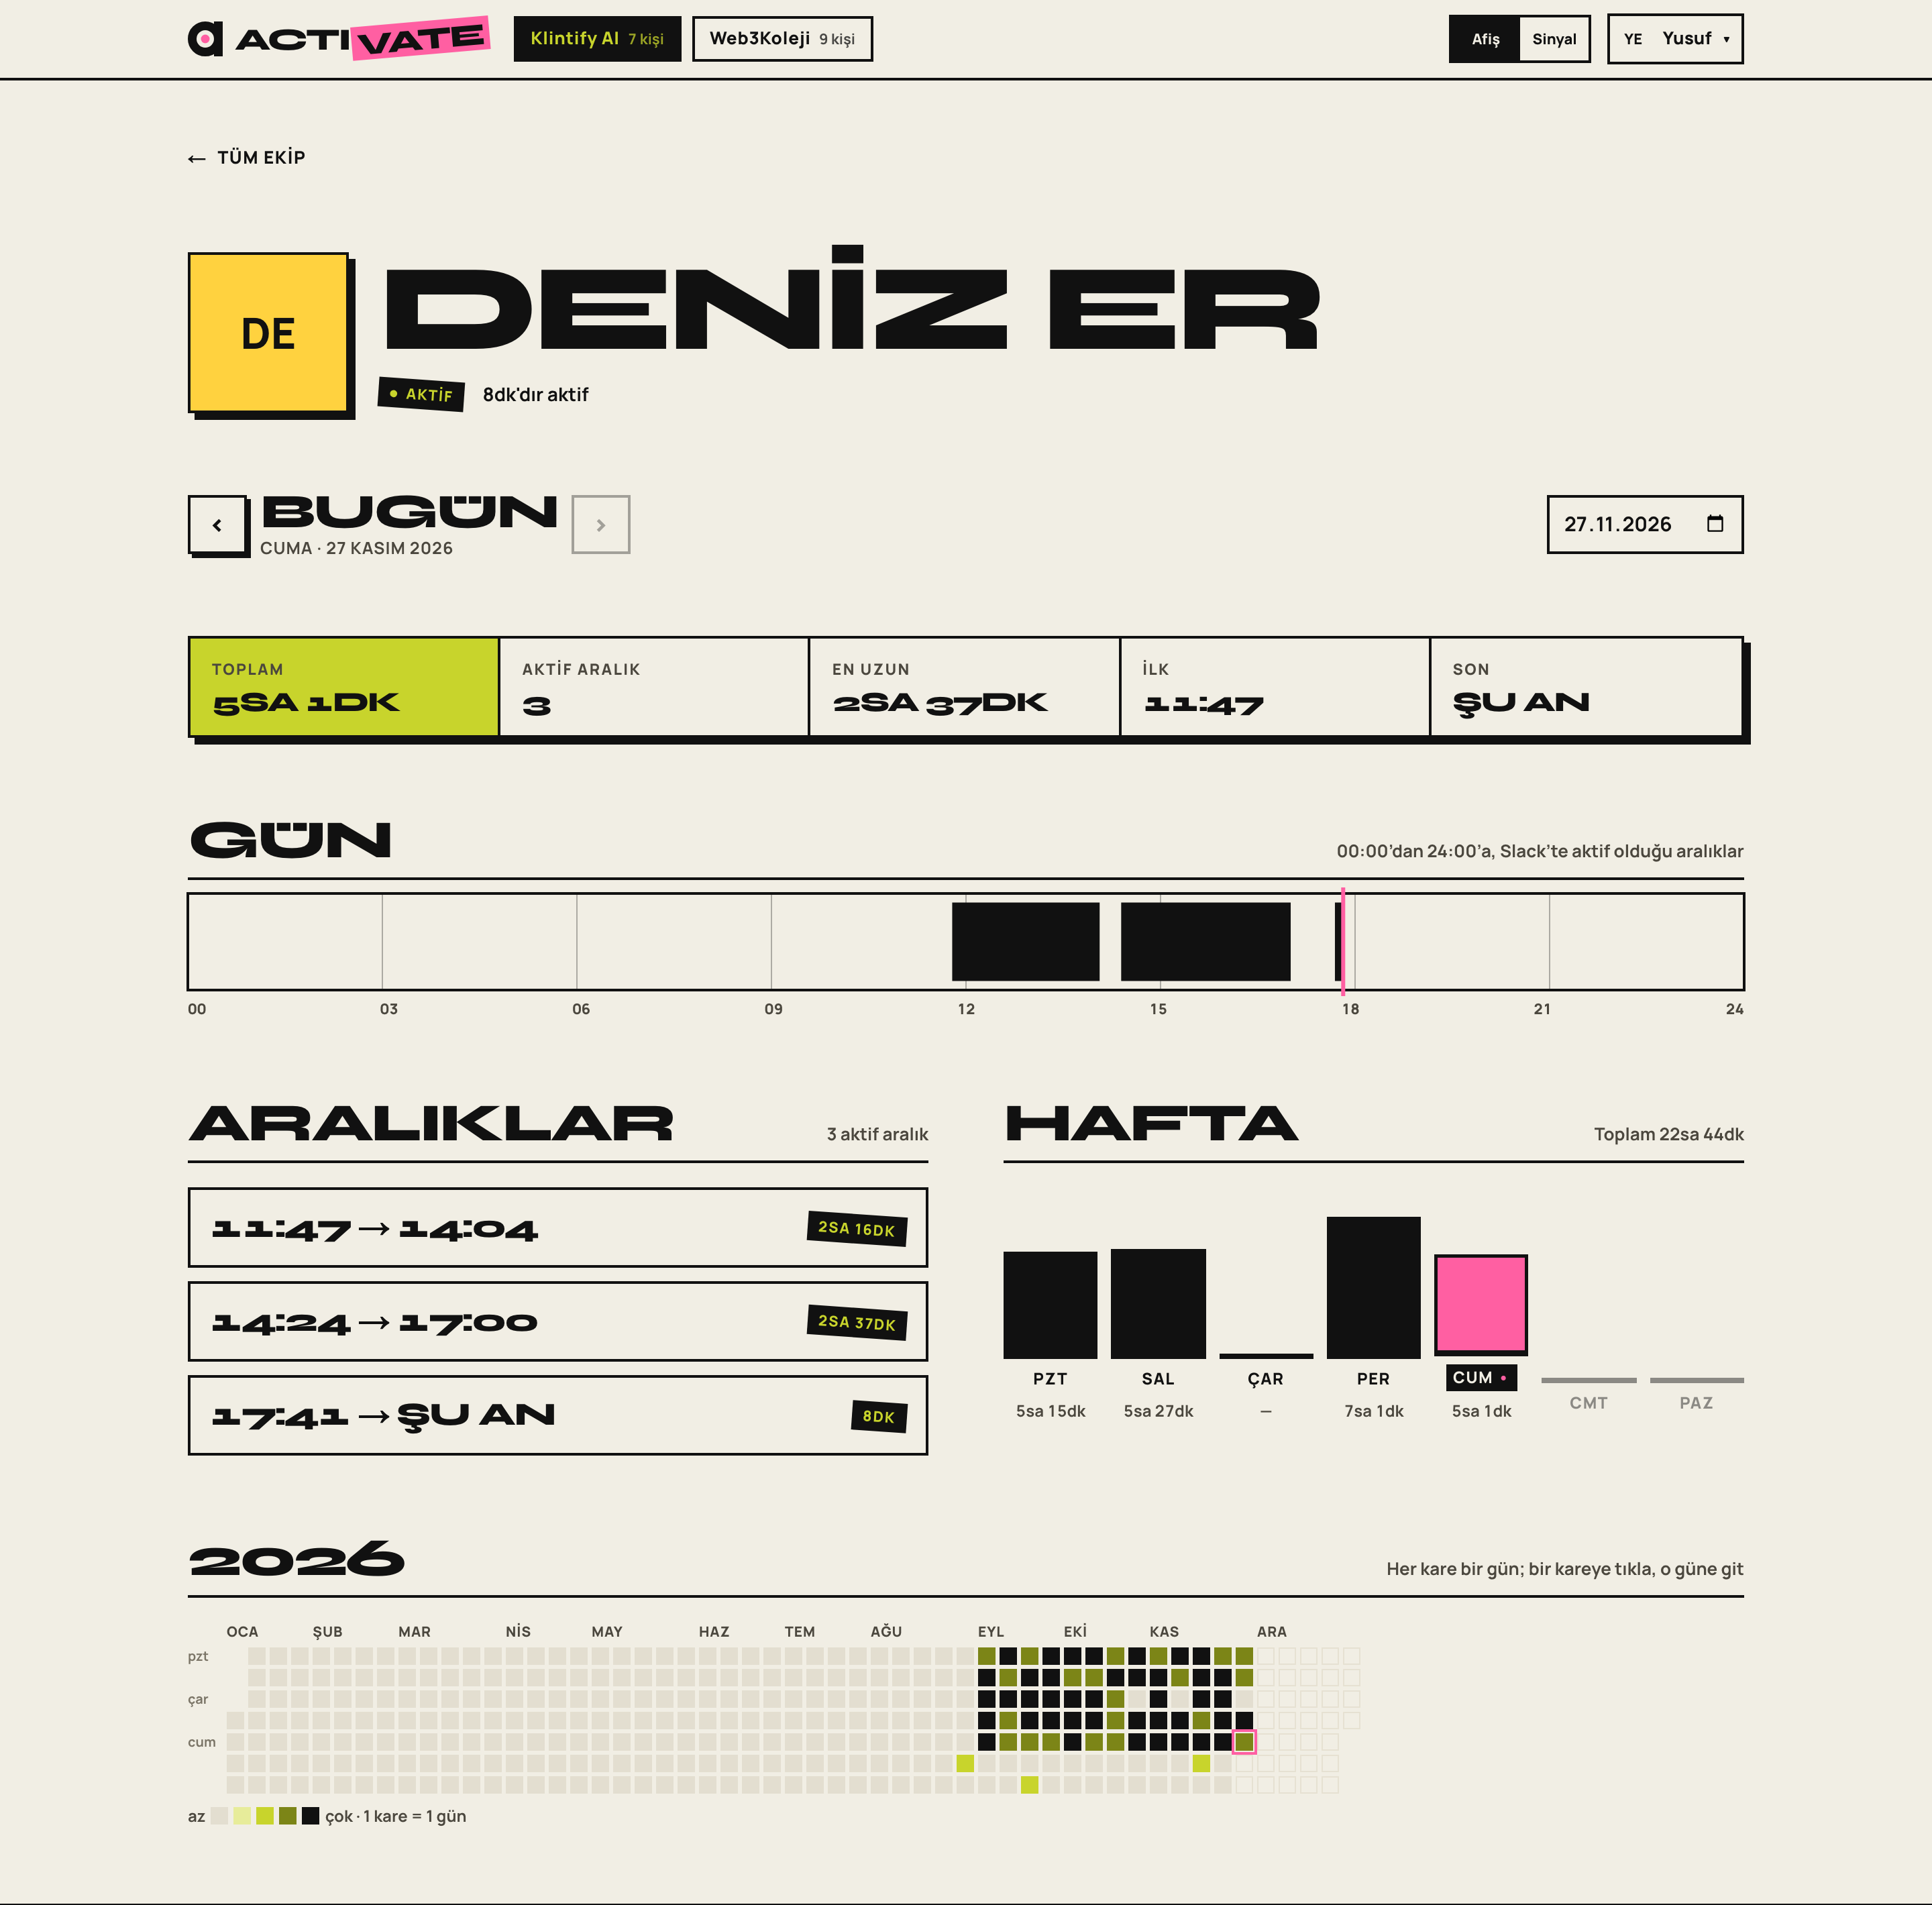 ACTIVATE
Klintify AI 7 kişi
Web3Koleji 9 kişi
Afiş
Sinyal
YE Yusuf ▾
← TÜM EKİP
DE
DENİZ ER
• AKTİF
8dk'dır aktif
‹
BUGÜN
CUMA · 27 KASIM 2026
›
27.11.2026
TOPLAM
5SA 1DK
AKTİF ARALIK
3
EN UZUN
2SA 37DK
İLK
11:47
SON
ŞU AN
GÜN
00:00’dan 24:00’a, Slack’te aktif olduğu aralıklar
00 03 06 09 12 15 18 21 24
ARALIKLAR
3 aktif aralık
11:47 → 14:04
2SA 16DK
14:24 → 17:00
2SA 37DK
17:41 → ŞU AN
8DK
HAFTA
Toplam 22sa 44dk
PZT SAL ÇAR PER CUM • CMT PAZ
5sa 15dk 5sa 27dk — 7sa 1dk 5sa 1dk
2026
Her kare bir gün; bir kareye tıkla, o güne git
OCA ŞUB MAR NİS MAY HAZ TEM AĞU EYL EKİ KAS ARA
pzt
çar
cum
az çok · 1 kare = 1 gün